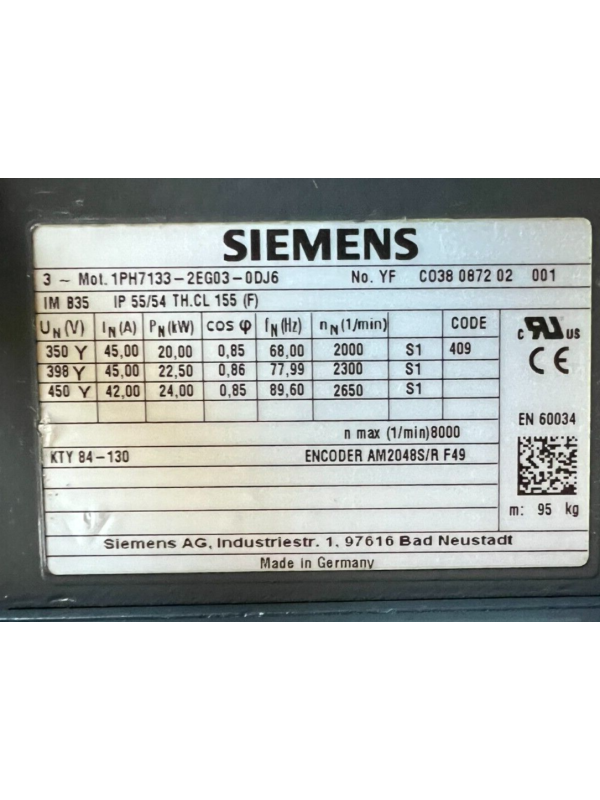 SIEMENS
3 ~ Mot. 1PH7133-2EG03-0DJ6 No. YF C038 0872 02 001
IM B35 IP 55/54 TH.CL 155 (F)
UN(V) IN(A) PN(kW) cos φ fN(Hz) nN(1/min) CODE
350 Y 45,00 20,00 0,85 68,00 2000 S1 409
398 Y 45,00 22,50 0,86 77,99 2300 S1
450 Y 42,00 24,00 0,85 89,60 2650 S1
c RU us
CE
EN 60034
n max (1/min)8000
KTY 84-130 ENCODER AM2048S/R F49
m: 95 kg
Siemens AG, Industriestr. 1, 97616 Bad Neustadt
Made in Germany